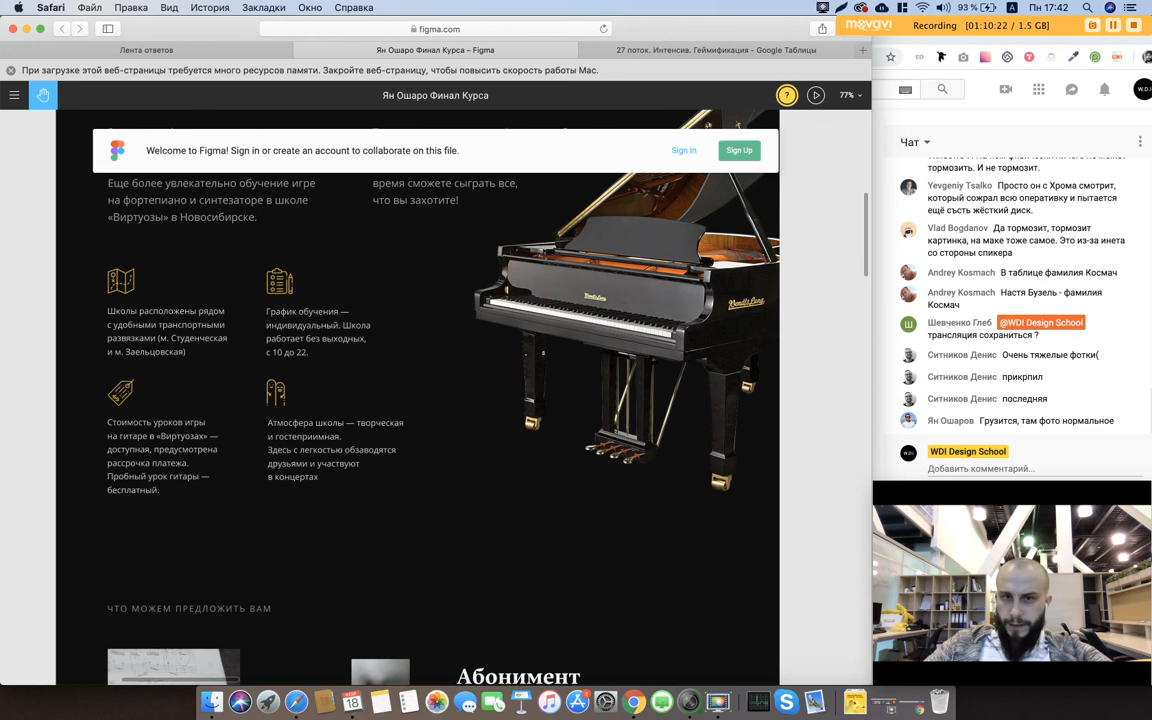 Safari Файл Правка Вид История Закладки Окно Справка
93 % Пн 17:42
movavi Recording [01:10:22 / 1.5 GB]
figma.com
Лента ответов
Ян Ошаро Финал Курса – Figma
27 поток. Интенсив. Геймификация - Google Таблицы
При загрузке этой веб-страницы требуется много ресурсов памяти. Закройте веб-страницу, чтобы повысить скорость работы Mac.
Ян Ошаро Финал Курса
? 77%
Welcome to Figma! Sign in or create an account to collaborate on this file.
Sign In
Sign Up
Еще более увлекательно обучение игре
на фортепиано и синтезаторе в школе
«Виртуозы» в Новосибирске.
время сможете сыграть все,
что вы захотите!
Школы расположены рядом
с удобными транспортными
развязками (м. Студенческая
и м. Заельцовская)
График обучения —
индивидуальный. Школа
работает без выходных,
с 10 до 22.
Стоимость уроков игры
на гитаре в «Виртуозах» —
доступная, предусмотрена
рассрочка платежа.
Пробный урок гитары —
бесплатный.
Атмосфера школы — творческая
и гостеприимная.
Здесь с легкостью обзаводятся
друзьями и участвуют
в концертах
Wendl&Lung
Wendl&Lung
ЧТО МОЖЕМ ПРЕДЛОЖИТЬ ВАМ
Абонимент
Чат
тормозить. И не тормозит.
Yevgeniy Tsalko Просто он с Хрома смотрит,
который сожрал всю оперативку и пытается
ещё състь жёсткий диск.
Vlad Bogdanov Да тормозит, тормозит
картинка, на маке тоже самое. Это из-за инета
со стороны спикера
Andrey Kosmach В таблице фамилия Космач
Andrey Kosmach Настя Бузель - фамилия
Космач
Ш Шевченко Глеб @WDI Design School
трансляция сохраниться ?
Ситников Денис Очень тяжелые фотки(
Ситников Денис прикрпил
Ситников Денис последняя
Ян Ошаров Грузится, там фото нормальное
WDI Design School
Добавить комментарий...
18